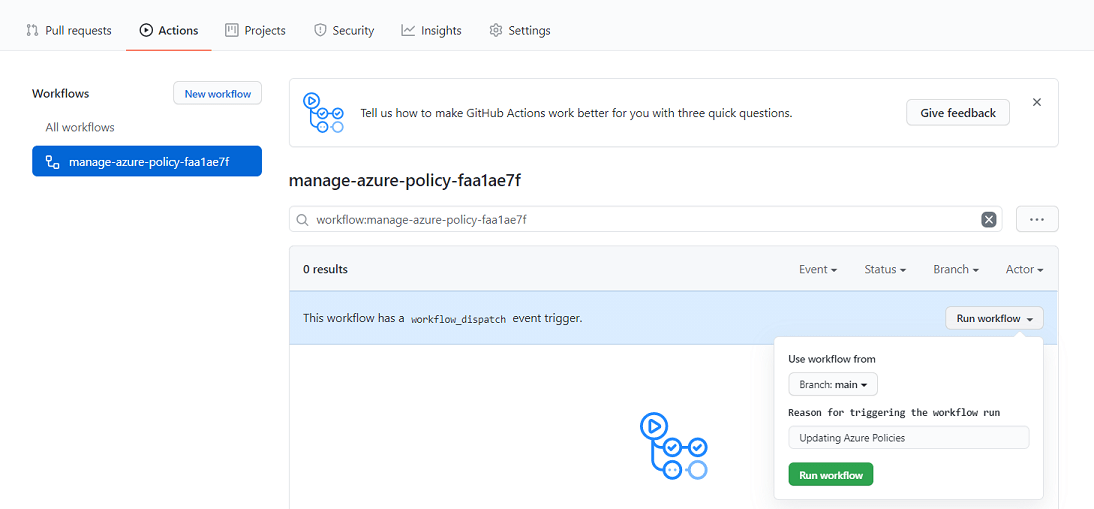 Pull requests Actions Projects Security Insights Settings
Workflows
New workflow
All workflows
manage-azure-policy-faa1ae7f
Tell us how to make GitHub Actions work better for you with three quick questions.
Give feedback
manage-azure-policy-faa1ae7f
workflow:manage-azure-policy-faa1ae7f
0 results
Event Status Branch Actor
This workflow has a workflow_dispatch event trigger.
Run workflow
Use workflow from
Branch: main
Reason for triggering the workflow run
Updating Azure Policies
Run workflow